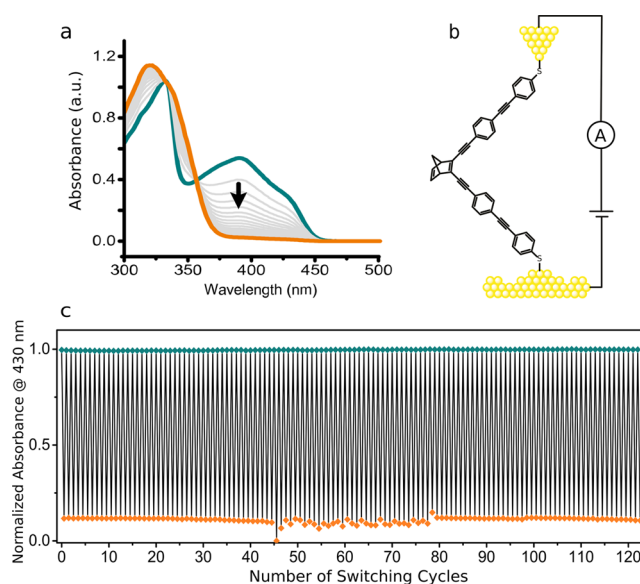 a
Absorbance (a.u.)
1.2
0.8
0.4
0.0
300 350 400 450 500
Wavelength (nm)
b
S
A
S
c
Normalized Absorbance @ 430 nm
1.0
0.5
0.0
0 10 20 30 40 50 60 70 80 90 100 110 120
Number of Switching Cycles